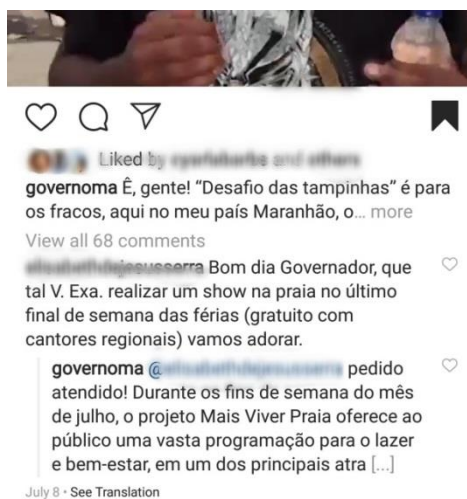 Liked by
governoma Ê, gente! “Desafio das tampinhas” é para
os fracos, aqui no meu país Maranhão, o… more
View all 68 comments
Bom dia Governador, que
tal V. Exa. realizar um show na praia no último
final de semana das férias (gratuito com
cantores regionais) vamos adorar.
governoma @ pedido
atendido! Durante os fins de semana do mês
de julho, o projeto Mais Viver Praia oferece ao
público uma vasta programação para o lazer
e bem-estar, em um dos principais atra [...]
July 8 • See Translation